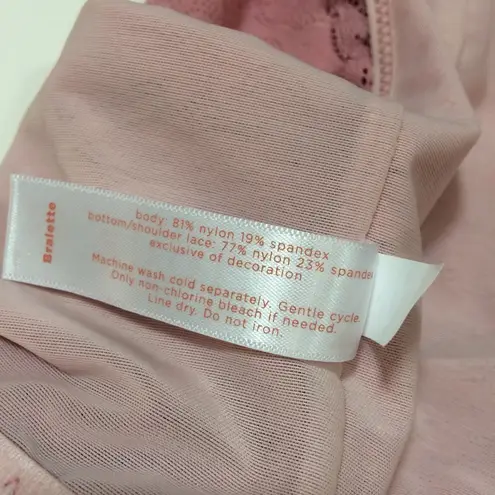 Bralette
body: 81% nylon 19% spandex
bottom/shoulder lace: 77% nylon 23% spandex
exclusive of decoration
Machine wash cold separately. Gentle cycle.
Only non-chlorine bleach if needed.
Line dry. Do not iron.